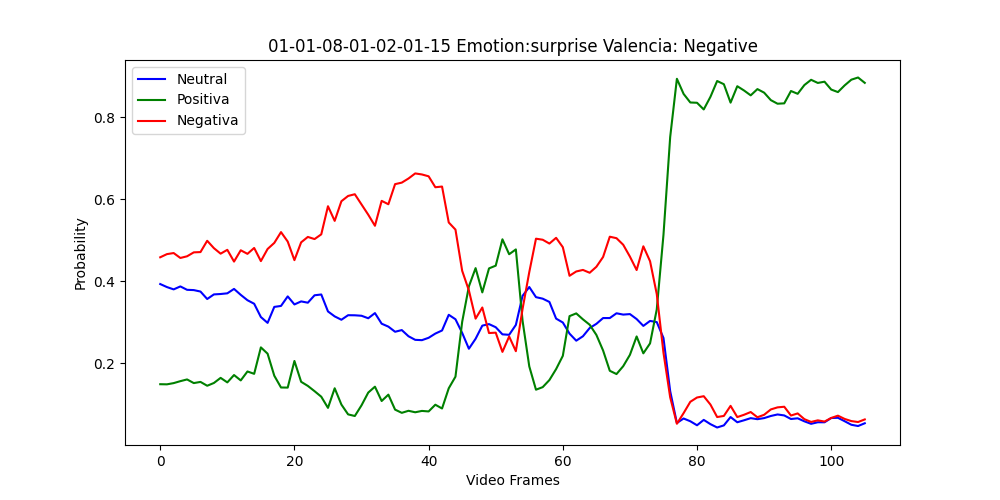 01-01-08-01-02-01-15 Emotion:surprise Valencia: Negative
Neutral
Positiva
Negativa
Probability
0.8
0.6
0.4
0.2
0 20 40 60 80 100
Video Frames